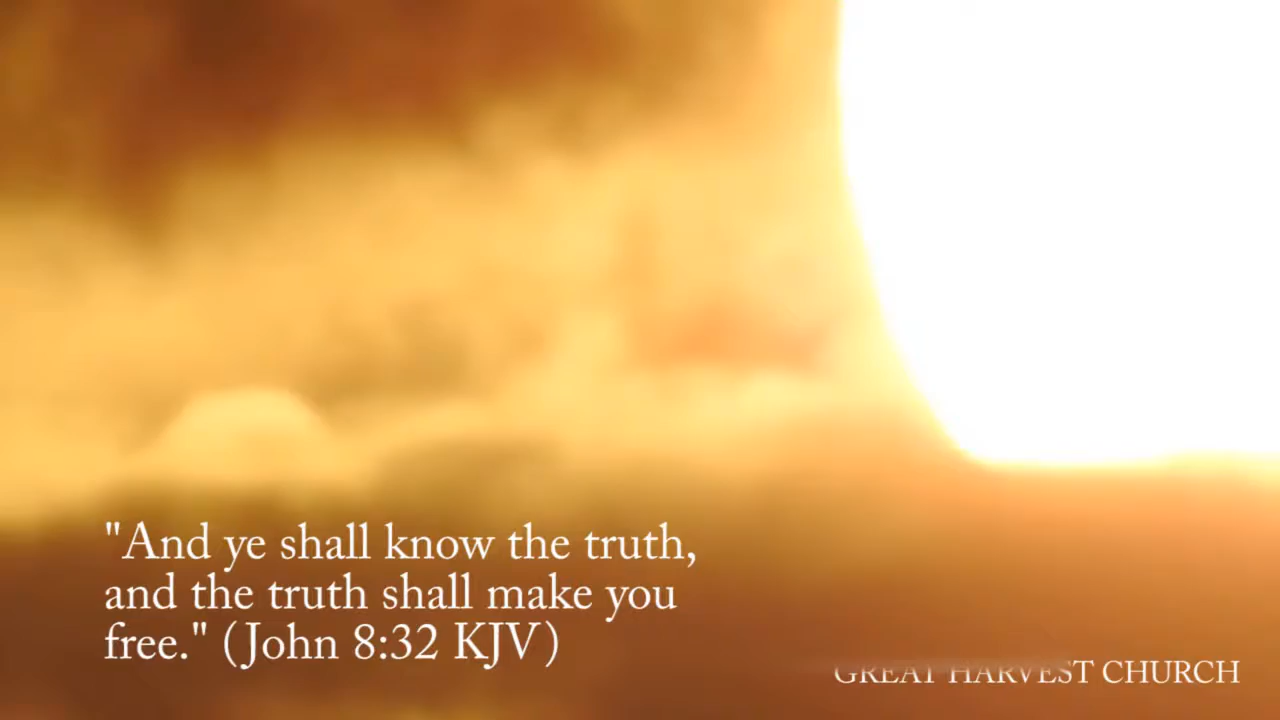 "And ye shall know the truth,
and the truth shall make you
free." (John 8:32 KJV)
GREAT HARVEST CHURCH